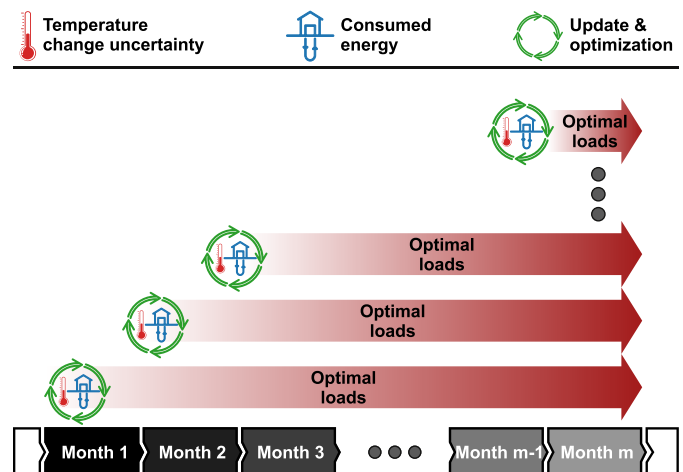 Temperature
change uncertainty
Consumed
energy
Update &
optimization
Optimal
loads
Optimal
loads
Optimal
loads
Optimal
loads
Month 1
Month 2
Month 3
Month m-1
Month m